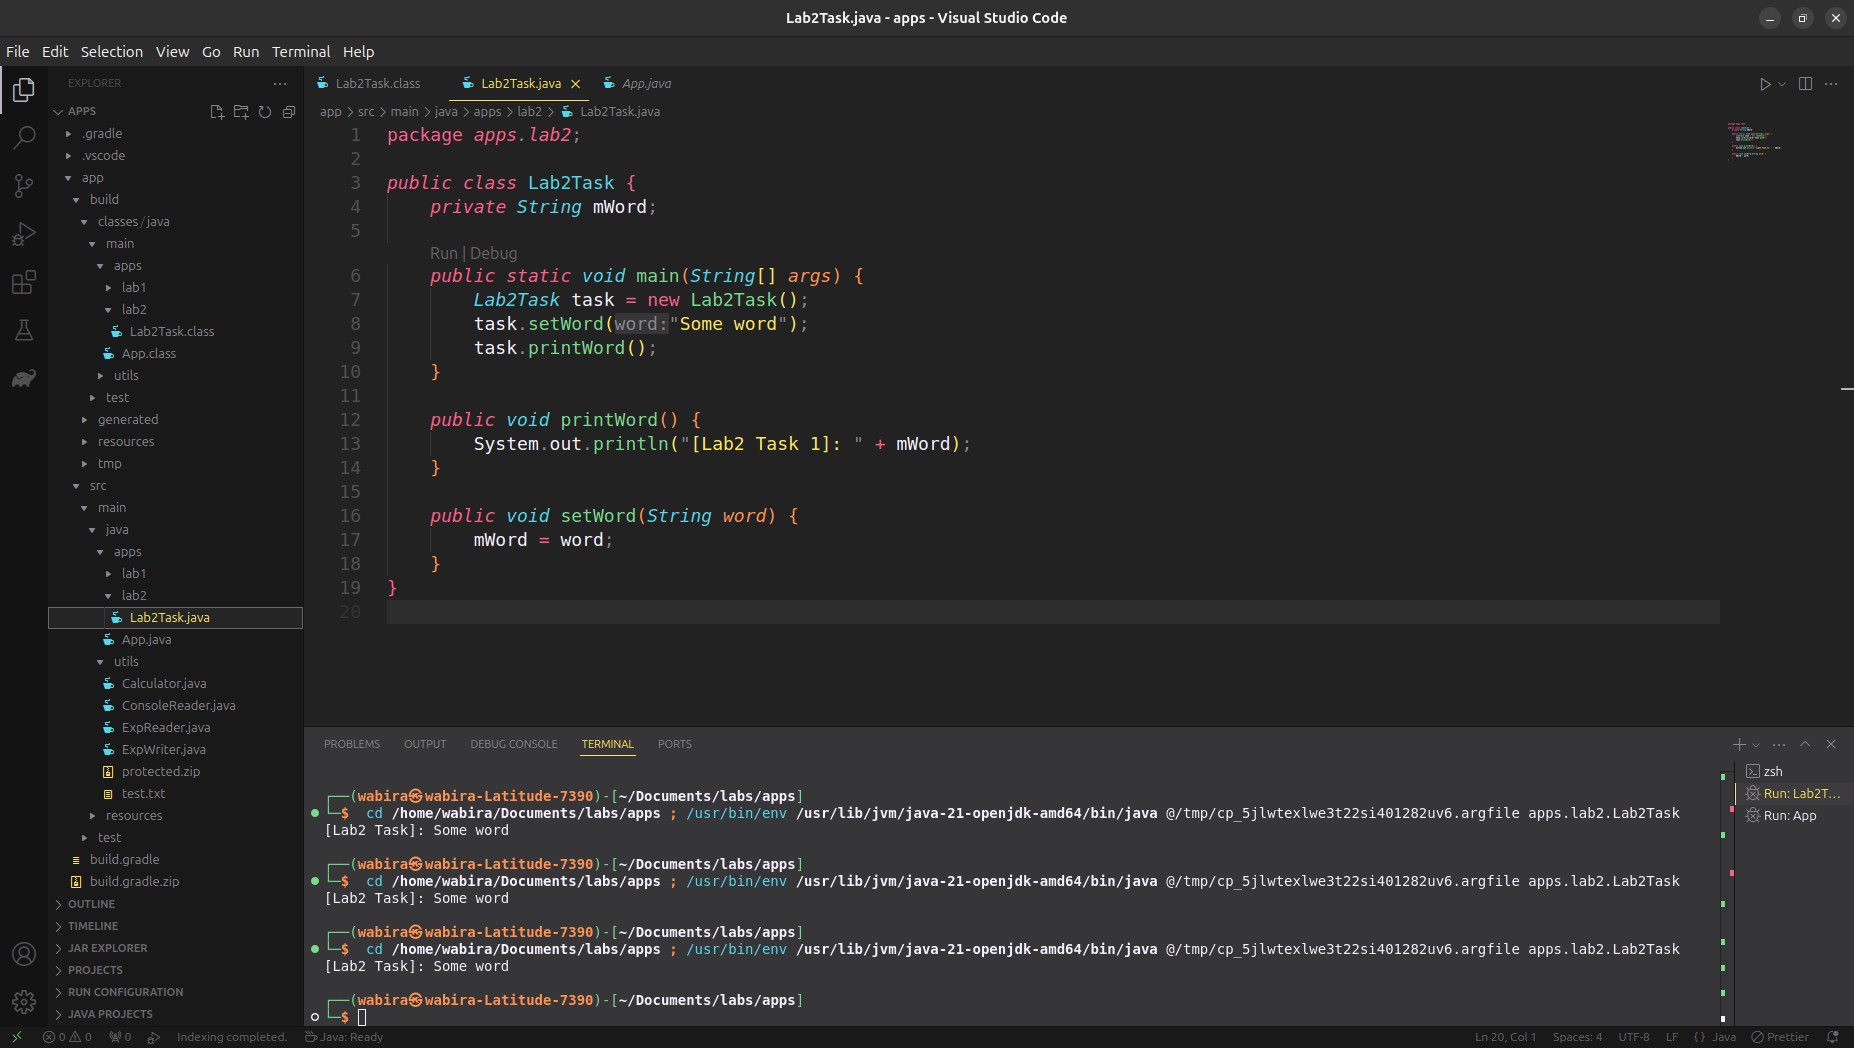 Lab2Task.java - apps - Visual Studio Code
File Edit Selection View Go Run Terminal Help
EXPLORER
APPS
.gradle
.vscode
app
build
classes/java
main
apps
lab1
lab2
Lab2Task.class
App.class
utils
test
generated
resources
tmp
src
main
java
apps
lab1
lab2
Lab2Task.java
App.java
utils
Calculator.java
ConsoleReader.java
ExpReader.java
ExpWriter.java
protected.zip
test.txt
resources
test
build.gradle
build.gradle.zip
OUTLINE
TIMELINE
JAR EXPLORER
PROJECTS
RUN CONFIGURATION
JAVA PROJECTS
Lab2Task.class Lab2Task.java App.java
app > src > main > java > apps > lab2 > Lab2Task.java
1 package apps.lab2;
2
3 public class Lab2Task {
4 private String mWord;
5
Run | Debug
6 public static void main(String[] args) {
7 Lab2Task task = new Lab2Task();
8 task.setWord(word:"Some word");
9 task.printWord();
10 }
11
12 public void printWord() {
13 System.out.println("[Lab2 Task 1]: " + mWord);
14 }
15
16 public void setWord(String word) {
17 mWord = word;
18 }
19 }
20
PROBLEMS OUTPUT DEBUG CONSOLE TERMINAL PORTS
┌──(wabira㉿wabira-Latitude-7390)-[~/Documents/labs/apps]
└─$ cd /home/wabira/Documents/labs/apps ; /usr/bin/env /usr/lib/jvm/java-21-openjdk-amd64/bin/java @/tmp/cp_5jlwtexlwe3t22si401282uv6.argfile apps.lab2.Lab2Task
[Lab2 Task]: Some word
┌──(wabira㉿wabira-Latitude-7390)-[~/Documents/labs/apps]
└─$ cd /home/wabira/Documents/labs/apps ; /usr/bin/env /usr/lib/jvm/java-21-openjdk-amd64/bin/java @/tmp/cp_5jlwtexlwe3t22si401282uv6.argfile apps.lab2.Lab2Task
[Lab2 Task]: Some word
┌──(wabira㉿wabira-Latitude-7390)-[~/Documents/labs/apps]
└─$ cd /home/wabira/Documents/labs/apps ; /usr/bin/env /usr/lib/jvm/java-21-openjdk-amd64/bin/java @/tmp/cp_5jlwtexlwe3t22si401282uv6.argfile apps.lab2.Lab2Task
[Lab2 Task]: Some word
┌──(wabira㉿wabira-Latitude-7390)-[~/Documents/labs/apps]
└─$
zsh
Run: Lab2T...
Run: App
0 0 0 Indexing completed. Java: Ready Ln 20, Col 1 Spaces: 4 UTF-8 LF {} Java Prettier